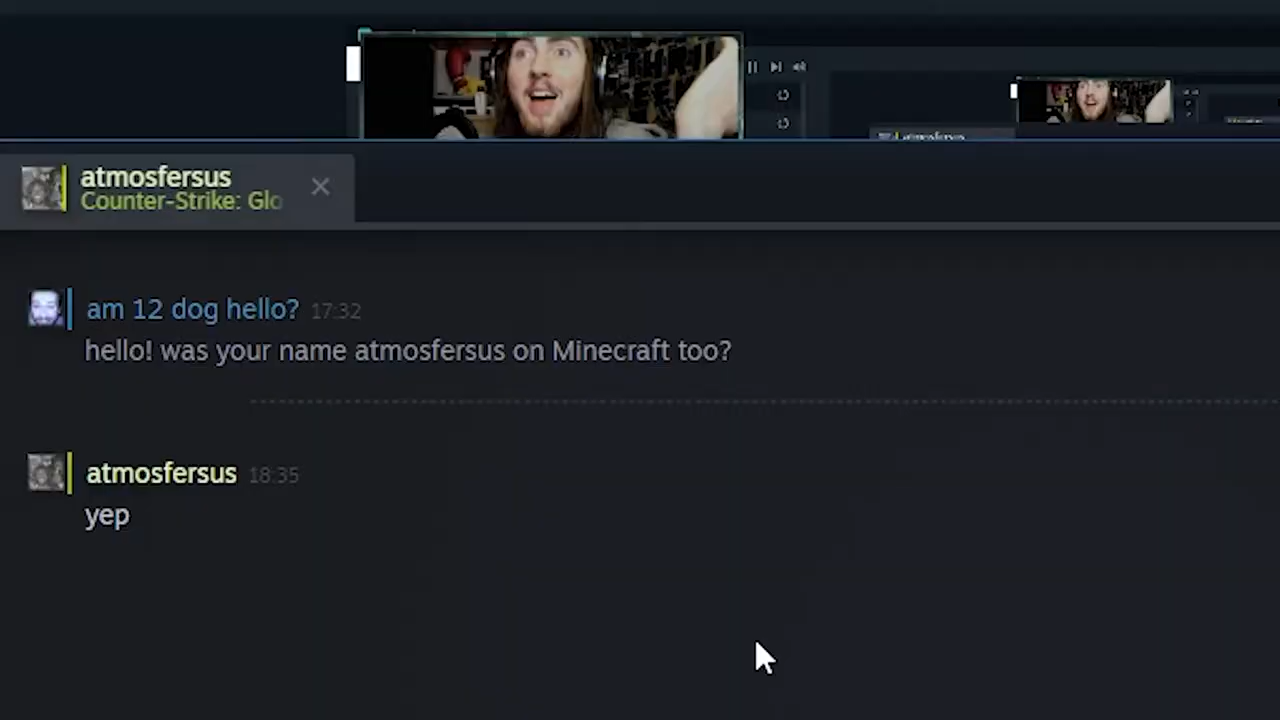 atmosfersus
Counter-Strike: Glo
am 12 dog hello? 17:32
hello! was your name atmosfersus on Minecraft too?
atmosfersus 18:35
yep